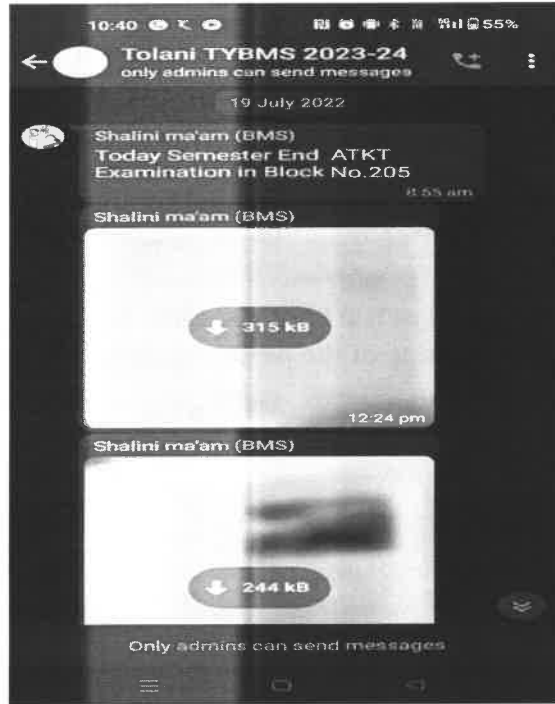 10:40
55%
Tolani TYBMS 2023-24
only admins can send messages
19 July 2022
Shalini ma'am (BMS)
Today Semester End ATKT
Examination in Block No.205
8:55 am
Shalini ma'am (BMS)
315 kB
12:24 pm
Shalini ma'am (BMS)
244 kB
Only admins can send messages